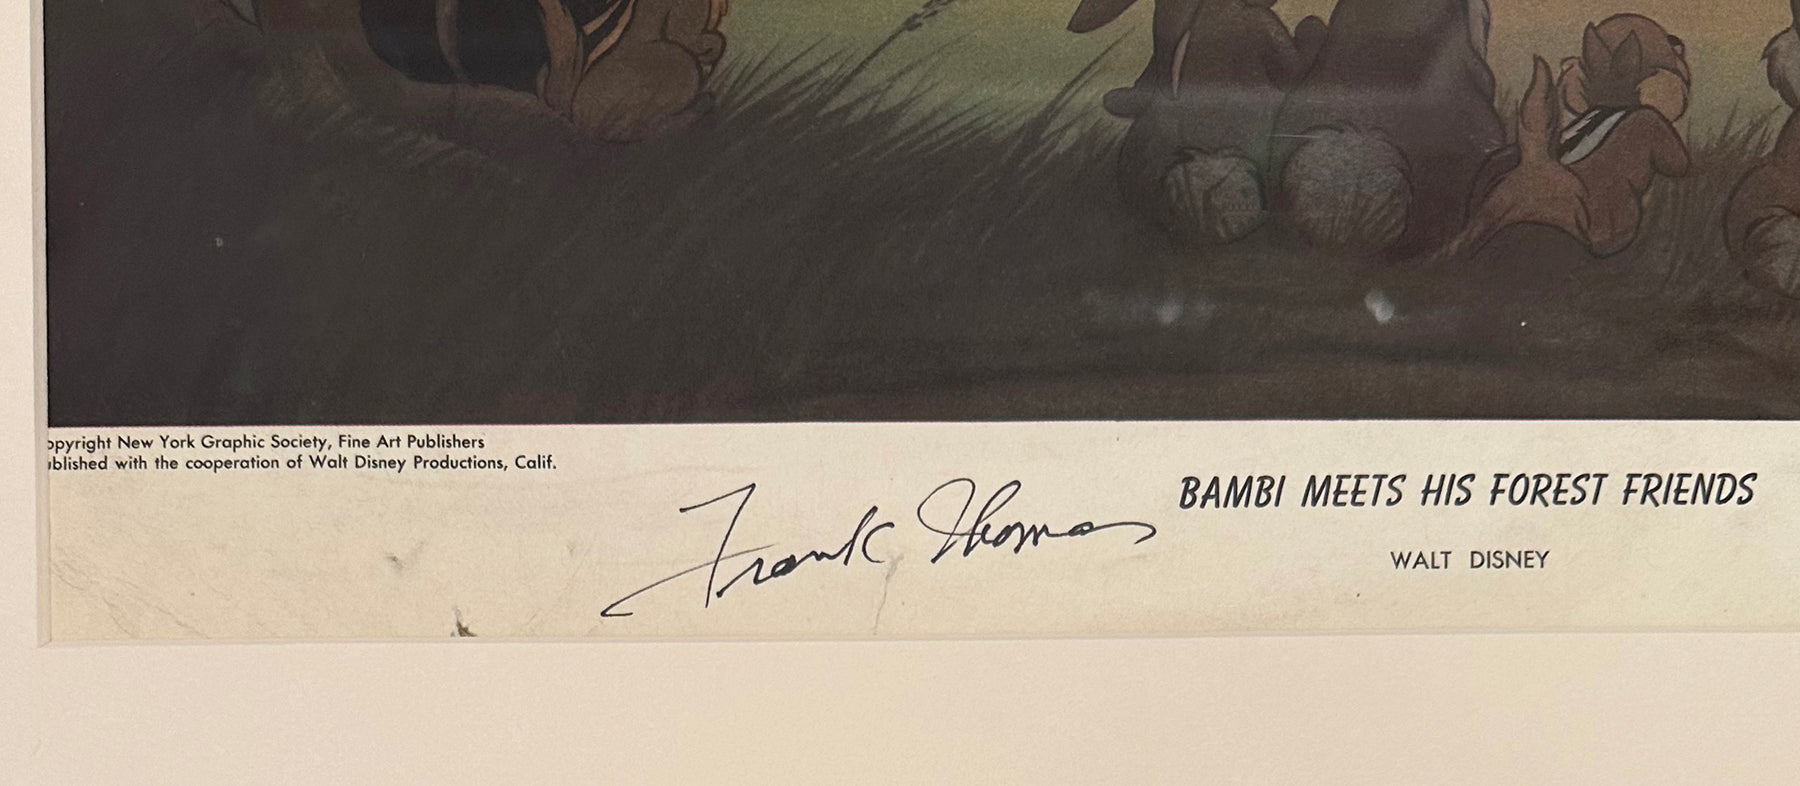 opyright New York Graphic Society, Fine Art Publishers
ublished with the cooperation of Walt Disney Productions, Calif.
Frank Thomas
BAMBI MEETS HIS FOREST FRIENDS
WALT DISNEY